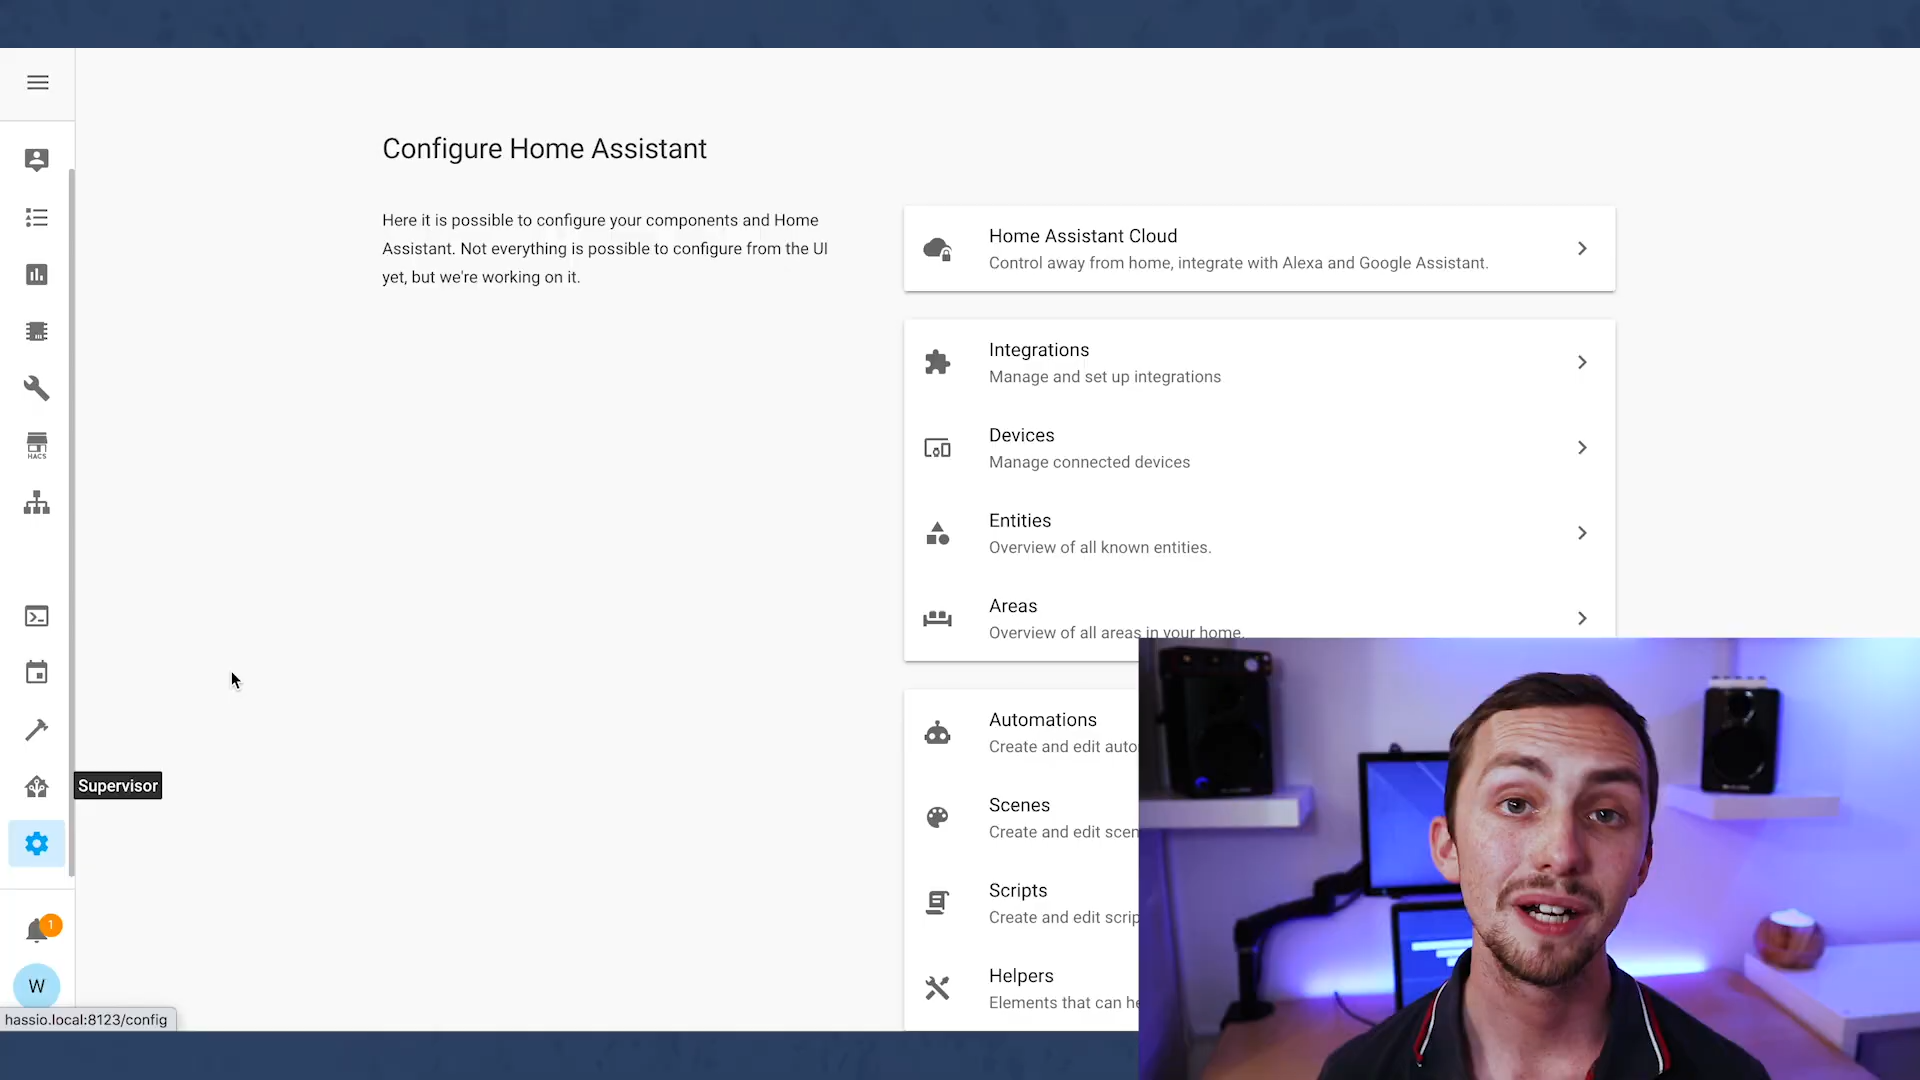 Configure Home Assistant
Here it is possible to configure your components and Home
Assistant. Not everything is possible to configure from the UI
yet, but we're working on it.
Home Assistant Cloud
Control away from home, integrate with Alexa and Google Assistant.
Integrations
Manage and set up integrations
Devices
Manage connected devices
Entities
Overview of all known entities.
Areas
Overview of all areas in your home.
Automations
Create and edit auto
Scenes
Create and edit scen
Scripts
Create and edit scrip
Helpers
Elements that can he
HACS
Supervisor
1
W
hassio.local:8123/config